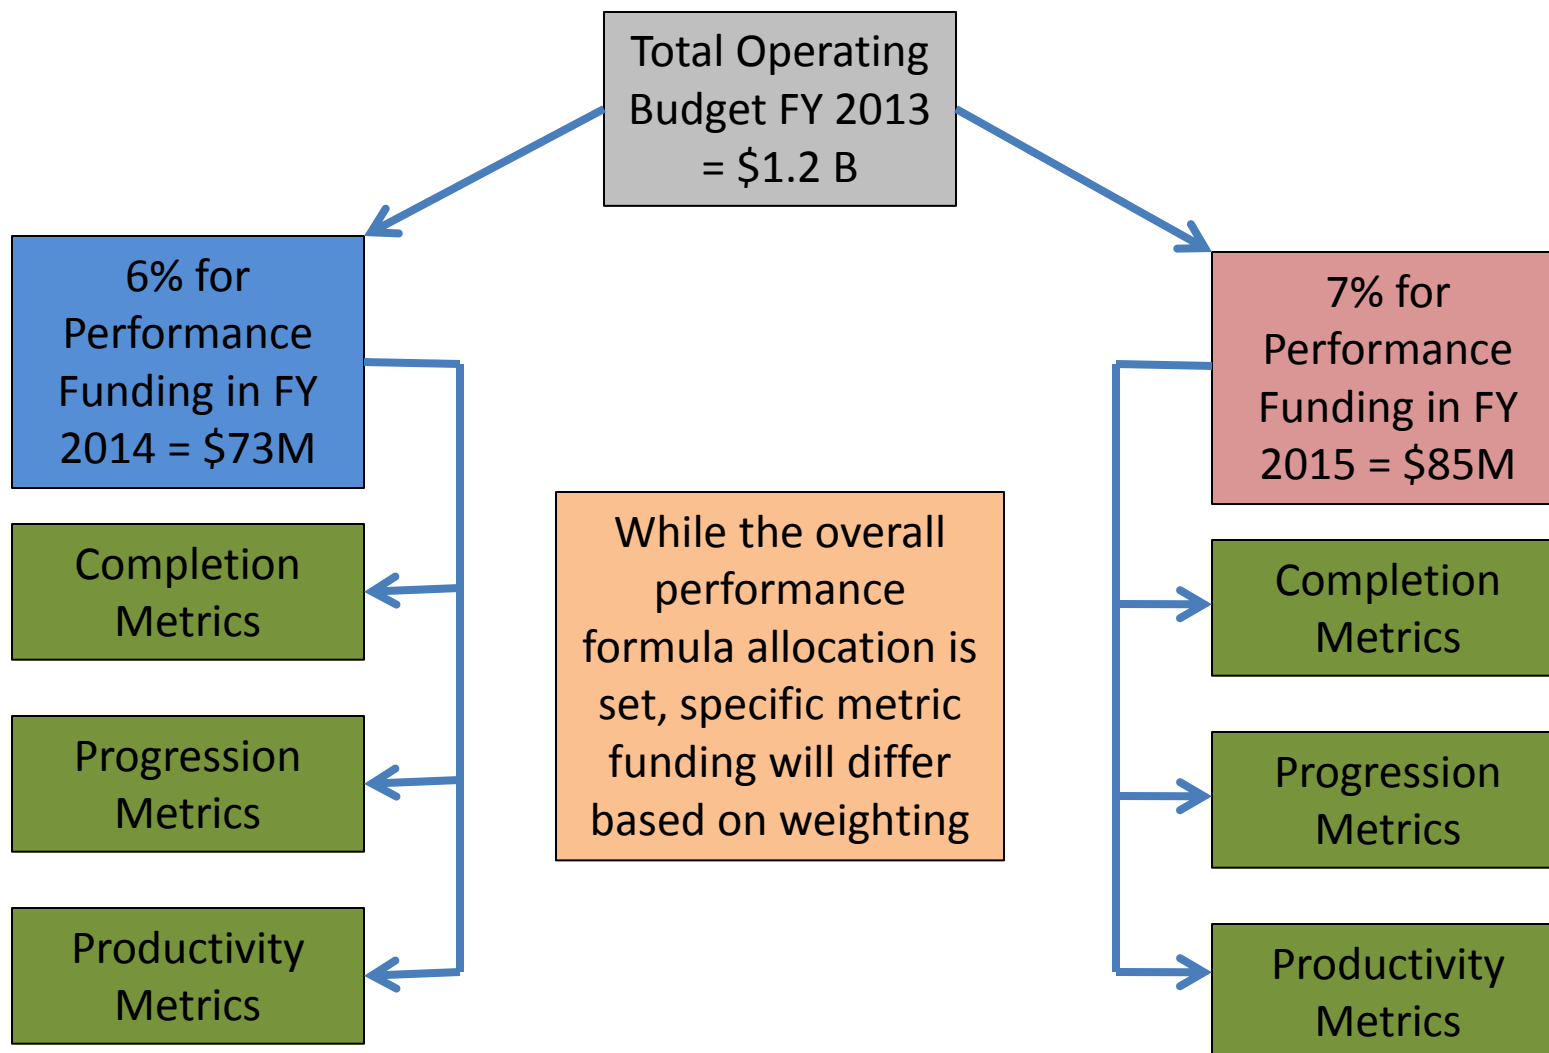 Total Operating
Budget FY 2013
= $1.2 B
6% for
Performance
Funding in FY
2014 = $73M
7% for
Performance
Funding in FY
2015 = $85M
While the overall
performance
formula allocation is
set, specific metric
funding will differ
based on weighting
Completion
Metrics
Progression
Metrics
Productivity
Metrics
Completion
Metrics
Progression
Metrics
Productivity
Metrics